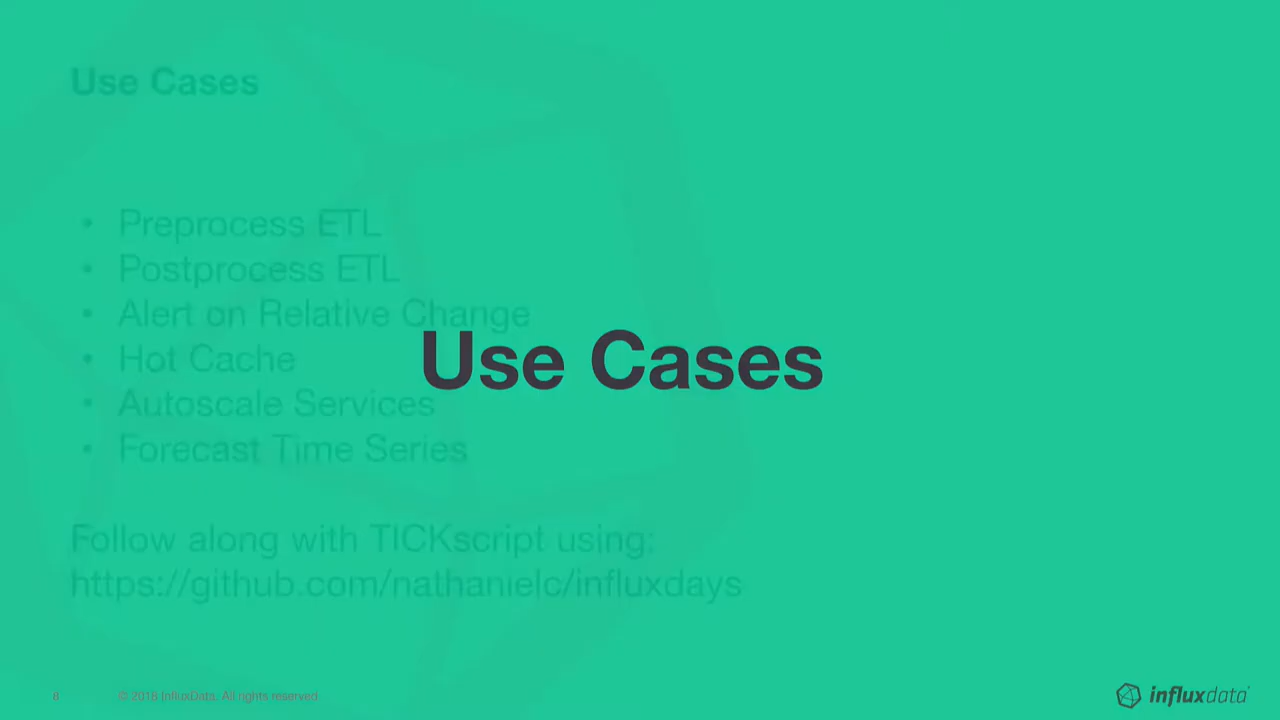 Use Cases
• Preprocess ETL
• Postprocess ETL
• Alert on Relative Change
• Hot Cache
Use Cases
• Autoscale Services
• Forecast Time Series
Follow along with TICKscript using:
https://github.com/nathanielc/influxdays
© 2018 InfluxData. All rights reserved.
influxdata